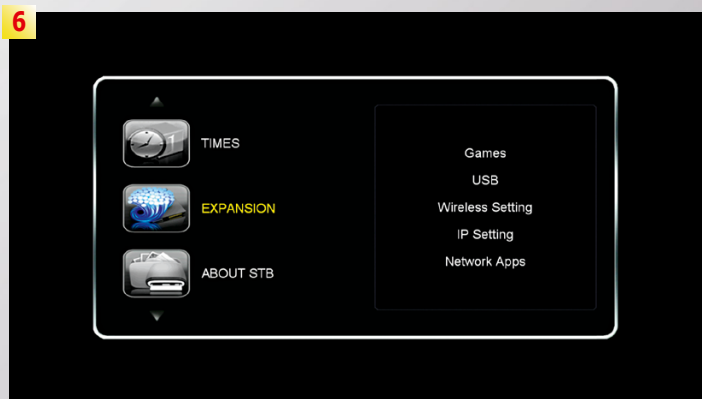 6
TIMES
EXPANSION
ABOUT STB
Games
USB
Wireless Setting
IP Setting
Network Apps